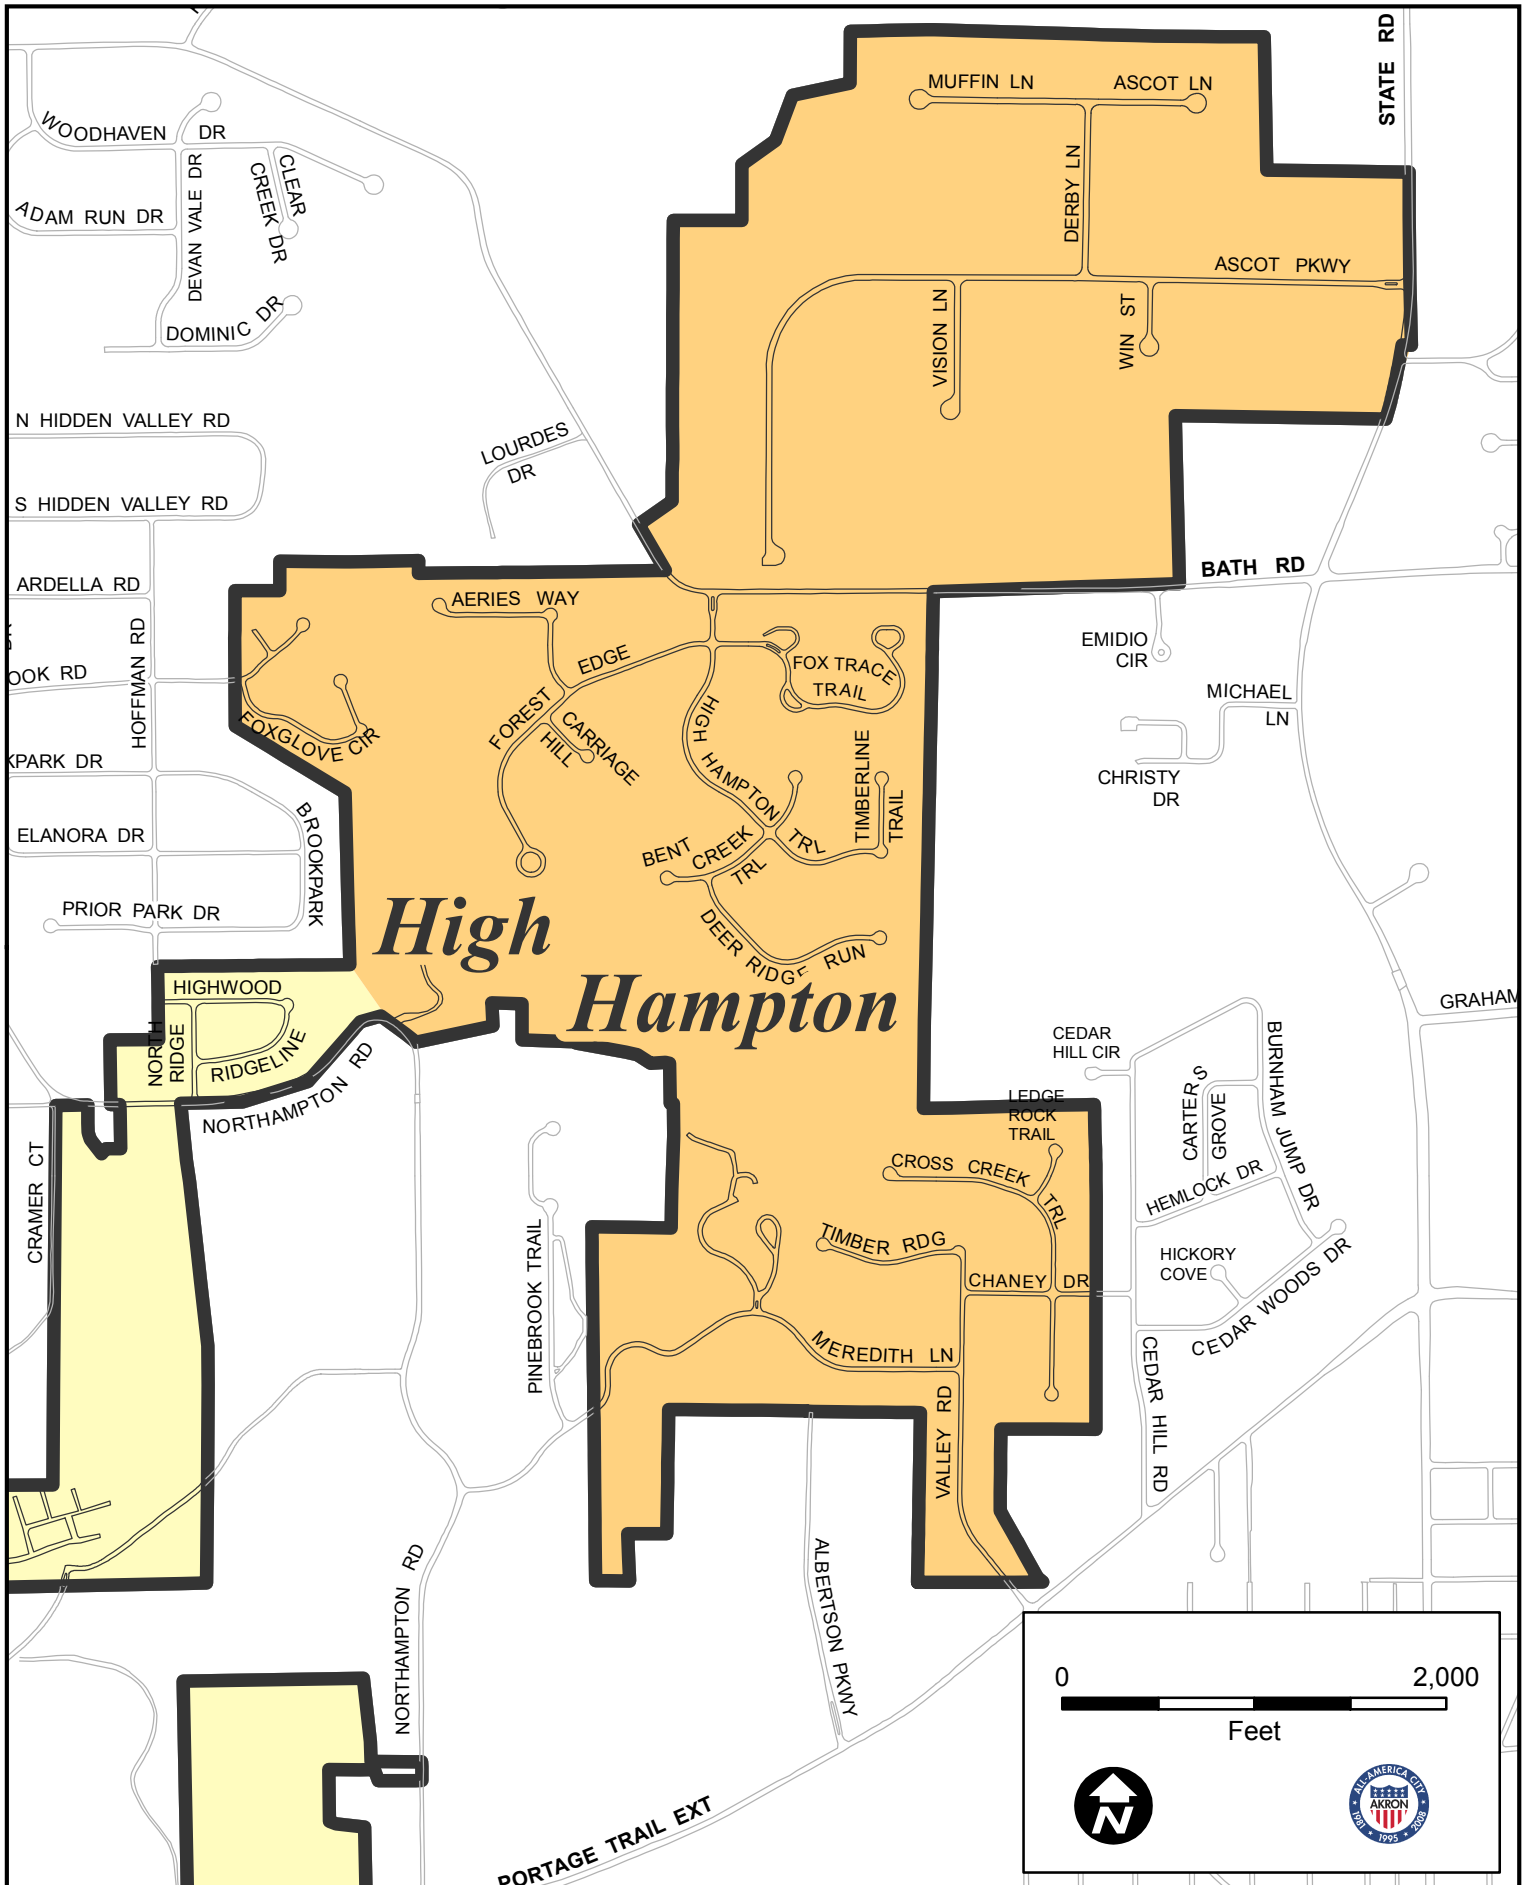 STATE RD
MUFFIN LN
ASCOT LN
WOODHAVEN DR
DEVAN VALE DR
CLEAR
CREEK DR
ADAM RUN DR
DERBY LN
ASCOT PKWY
DOMINIC DR
VISION LN
WIN ST
N HIDDEN VALLEY RD
LOURDES
DR
S HIDDEN VALLEY RD
BATH RD
ARDELLA RD
AERIES WAY
HOFFMAN RD
EMIDIO
CIR
FOREST EDGE
FOX TRACE
TRAIL
OOK RD
MICHAEL
LN
FOXGLOVE CIR
CARRIAGE
HILL
HIGH HAMPTON TRL
TIMBERLINE
TRAIL
KPARK DR
CHRISTY
DR
BROOKPARK
ELANORA DR
BENT
CREEK
TRL
PRIOR PARK DR
DEER RIDGE RUN
High
Hampton
HIGHWOOD
NORTH
RIDGE
RIDGELINE
GRAHAM
NORTHAMPTON RD
CEDAR
HILL CIR
BURNHAM JUMP DR
CARTERS
GROVE
LEDGE
ROCK
TRAIL
CRAMER CT
CROSS CREEK TRL
HEMLOCK DR
PINEBROOK TRAIL
TIMBER RDG
HICKORY
COVE
CHANEY DR
CEDAR WOODS DR
MEREDITH LN
VALLEY RD
CEDAR HILL RD
NORTHAMPTON RD
ALBERTSON PKWY
PORTAGE TRAIL EXT
0 2,000
Feet
N
ALL-AMERICA CITY
AKRON
1981 * 1995 * 2008